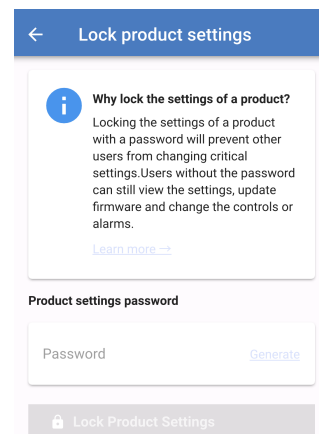 Lock product settings
Why lock the settings of a product?
Locking the settings of a product
with a password will prevent other
users from changing critical
settings.Users without the password
can still view the settings, update
firmware and change the controls or
alarms.
Learn more →
Product settings password
Password Generate
Lock Product Settings